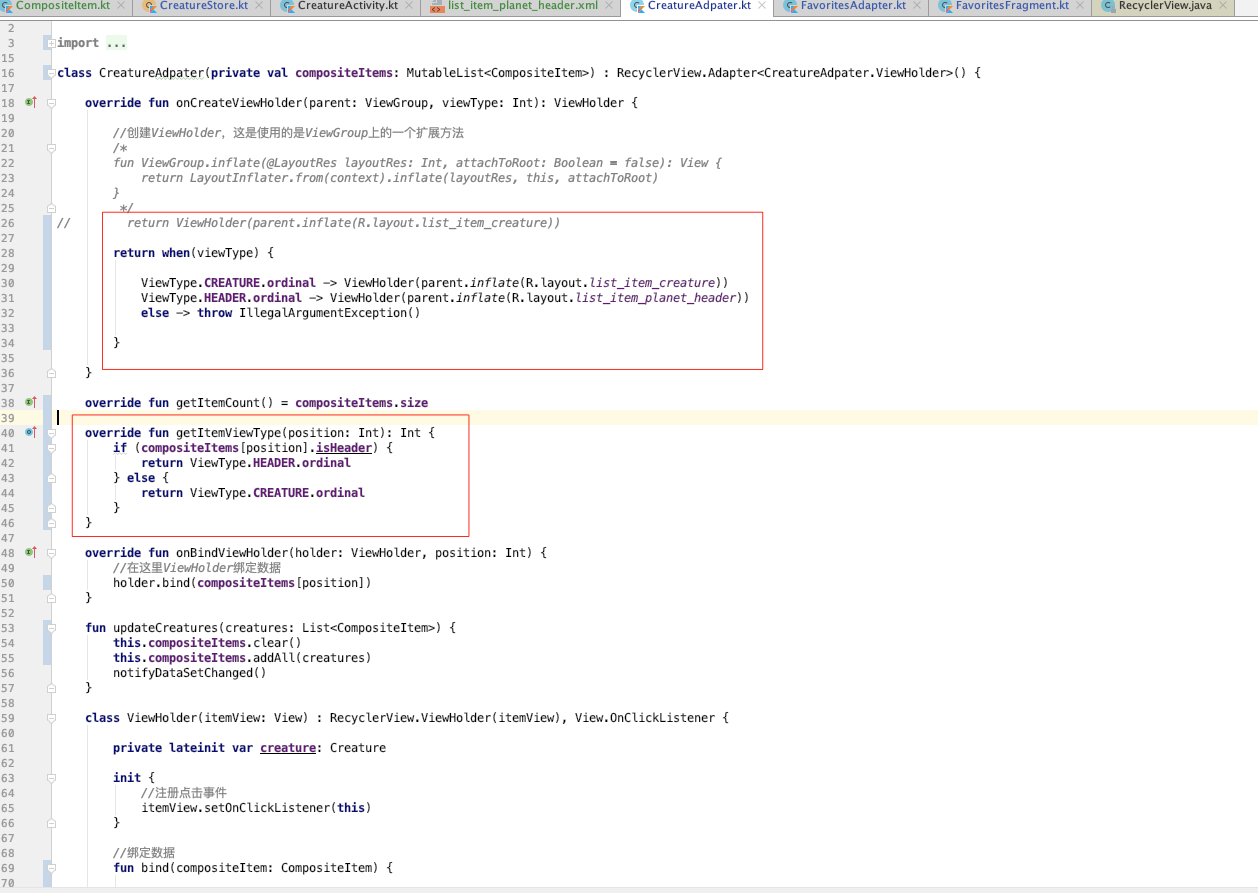 CompositeItem.kt CreatureStore.kt CreatureActivity.kt list_item_planet_header.xml CreatureAdpater.kt FavoritesAdapter.kt FavoritesFragment.kt RecyclerView.java
2
3 import ...
15
16 class CreatureAdpater(private val compositeItems: MutableList<CompositeItem>) : RecyclerView.Adapter<CreatureAdpater.ViewHolder>() {
17
18 override fun onCreateViewHolder(parent: ViewGroup, viewType: Int): ViewHolder {
19
20 //创建ViewHolder，这是使用的是ViewGroup上的一个扩展方法
21 /*
22 fun ViewGroup.inflate(@LayoutRes layoutRes: Int, attachToRoot: Boolean = false): View {
23 return LayoutInflater.from(context).inflate(layoutRes, this, attachToRoot)
24 }
25 */
26 // return ViewHolder(parent.inflate(R.layout.list_item_creature))
27
28 return when(viewType) {
29
30 ViewType.CREATURE.ordinal -> ViewHolder(parent.inflate(R.layout.list_item_creature))
31 ViewType.HEADER.ordinal -> ViewHolder(parent.inflate(R.layout.list_item_planet_header))
32 else -> throw IllegalArgumentException()
33
34 }
35
36 }
37
38 override fun getItemCount() = compositeItems.size
39
40 override fun getItemViewType(position: Int): Int {
41 if (compositeItems[position].isHeader) {
42 return ViewType.HEADER.ordinal
43 } else {
44 return ViewType.CREATURE.ordinal
45 }
46 }
47
48 override fun onBindViewHolder(holder: ViewHolder, position: Int) {
49 //在这里ViewHolder绑定数据
50 holder.bind(compositeItems[position])
51 }
52
53 fun updateCreatures(creatures: List<CompositeItem>) {
54 this.compositeItems.clear()
55 this.compositeItems.addAll(creatures)
56 notifyDataSetChanged()
57 }
58
59 class ViewHolder(itemView: View) : RecyclerView.ViewHolder(itemView), View.OnClickListener {
60
61 private lateinit var creature: Creature
62
63 init {
64 //注册点击事件
65 itemView.setOnClickListener(this)
66 }
67
68 //绑定数据
69 fun bind(compositeItem: CompositeItem) {
70